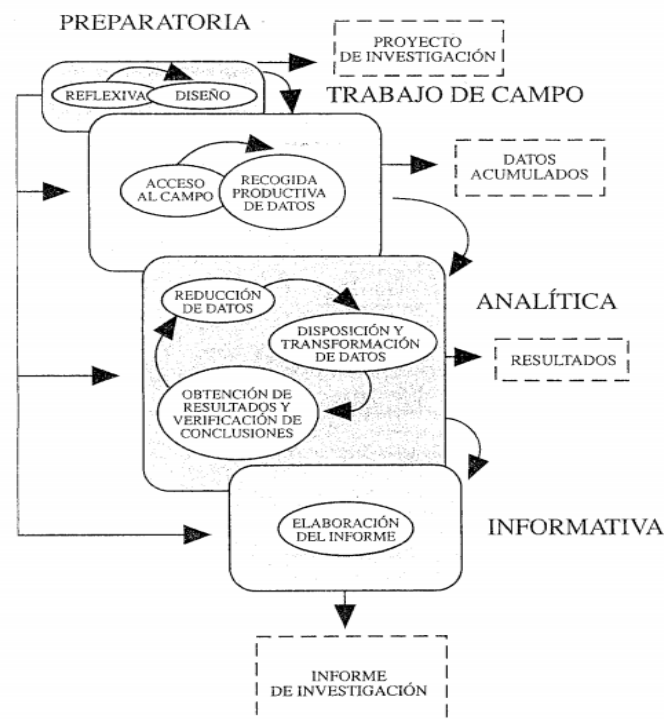 PREPARATORIA
PROYECTO
DE INVESTIGACIÓN
REFLEXIVA
DISEÑO
TRABAJO DE CAMPO
ACCESO
AL CAMPO
RECOGIDA
PRODUCTIVA
DE DATOS
DATOS
ACUMULADOS
REDUCCIÓN
DE DATOS
ANALÍTICA
DISPOSICIÓN Y
TRANSFORMACIÓN
DE DATOS
RESULTADOS
OBTENCIÓN DE
RESULTADOS Y
VERIFICACIÓN DE
CONCLUSIONES
ELABORACIÓN
DEL INFORME
INFORMATIVA
INFORME
DE INVESTIGACIÓN